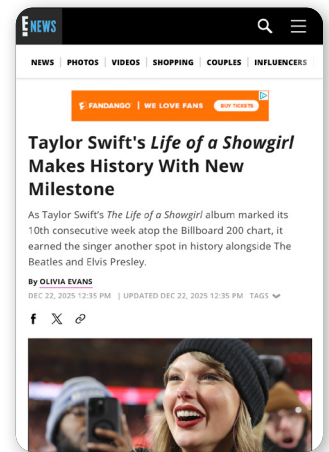 E NEWS
NEWS | PHOTOS | VIDEOS | SHOPPING | COUPLES | INFLUENCERS
FANDANGO | WE LOVE FANS BUY TICKETS
Taylor Swift's Life of a Showgirl
Makes History With New
Milestone
As Taylor Swift's The Life of a Showgirl album marked its
10th consecutive week atop the Billboard 200 chart, it
earned the singer another spot in history alongside The
Beatles and Elvis Presley.
By OLIVIA EVANS
DEC 22, 2025 12:35 PM | UPDATED DEC 22, 2025 12:35 PM TAGS